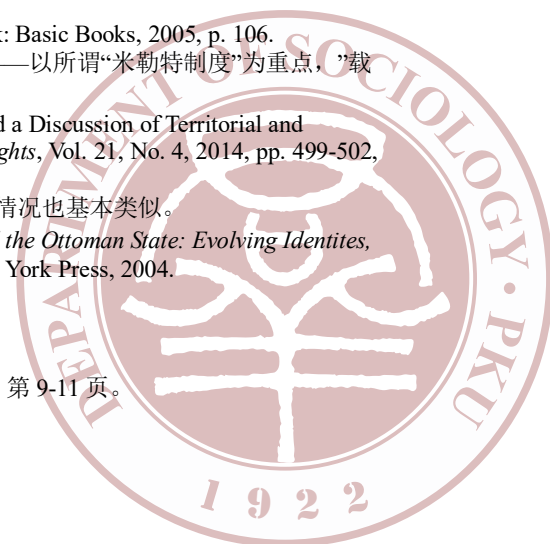 : Basic Books, 2005, p. 106.
—以所谓“米勒特制度”为重点，”载
d a Discussion of Territorial and
ghts, Vol. 21, No. 4, 2014, pp. 499-502,
情况也基本类似。
f the Ottoman State: Evolving Identites,
York Press, 2004.
第 9-11 页。
DEPARTMENT OF SOCIOLOGY · PKU
1922